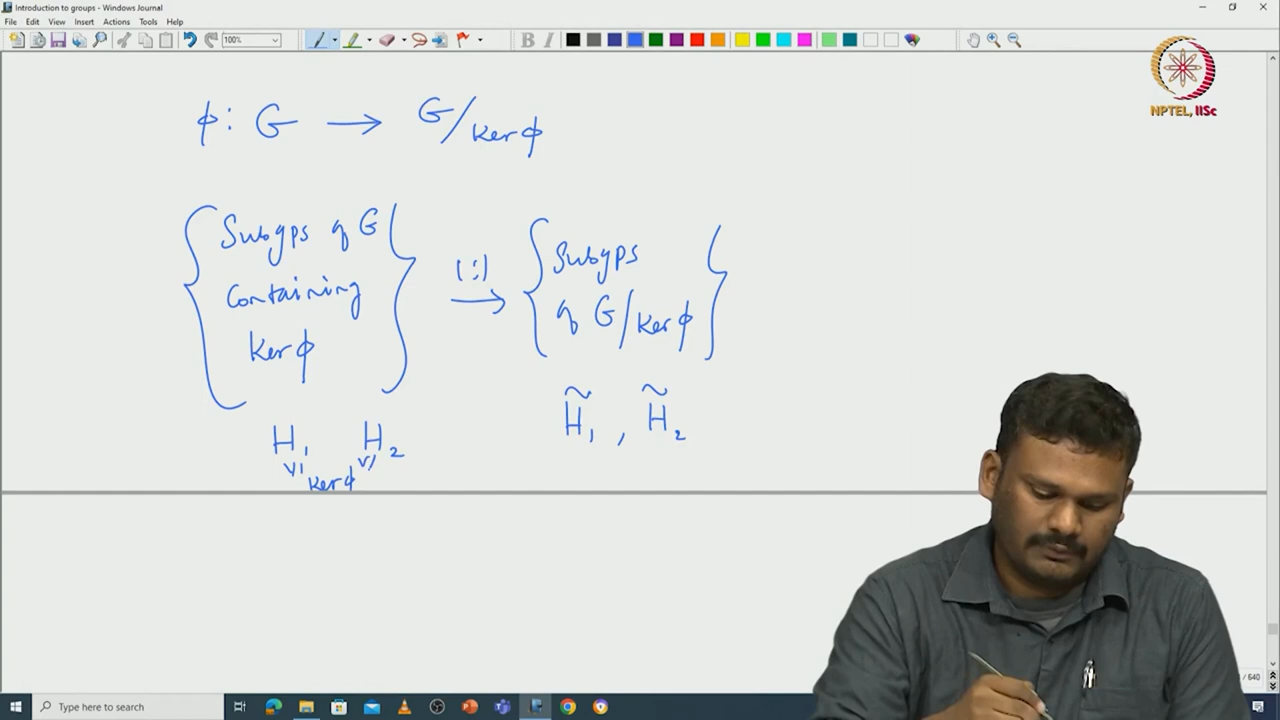 Introduction to groups - Windows Journal
File Edit View Insert Actions Tools Help
100%
B I
NPTEL, IISc
ϕ: G ⟶ G/ker ϕ
{ Subgps of G containing ker ϕ } (1:1) ⟶ { Subgps of G/ker ϕ }
H₁ H₂
∨ı ∨ı
ker ϕ
H̃₁ , H̃₂
/ 640
Type here to search